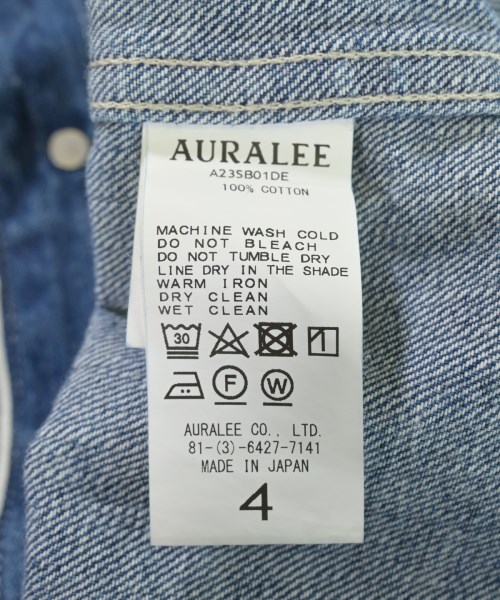 AURALEE
A23SB01DE
100% COTTON
MACHINE WASH COLD
DO NOT BLEACH
DO NOT TUMBLE DRY
LINE DRY IN THE SHADE
WARM IRON
DRY CLEAN
WET CLEAN
30
F W
AURALEE CO., LTD.
81-(3)-6427-7141
MADE IN JAPAN
4